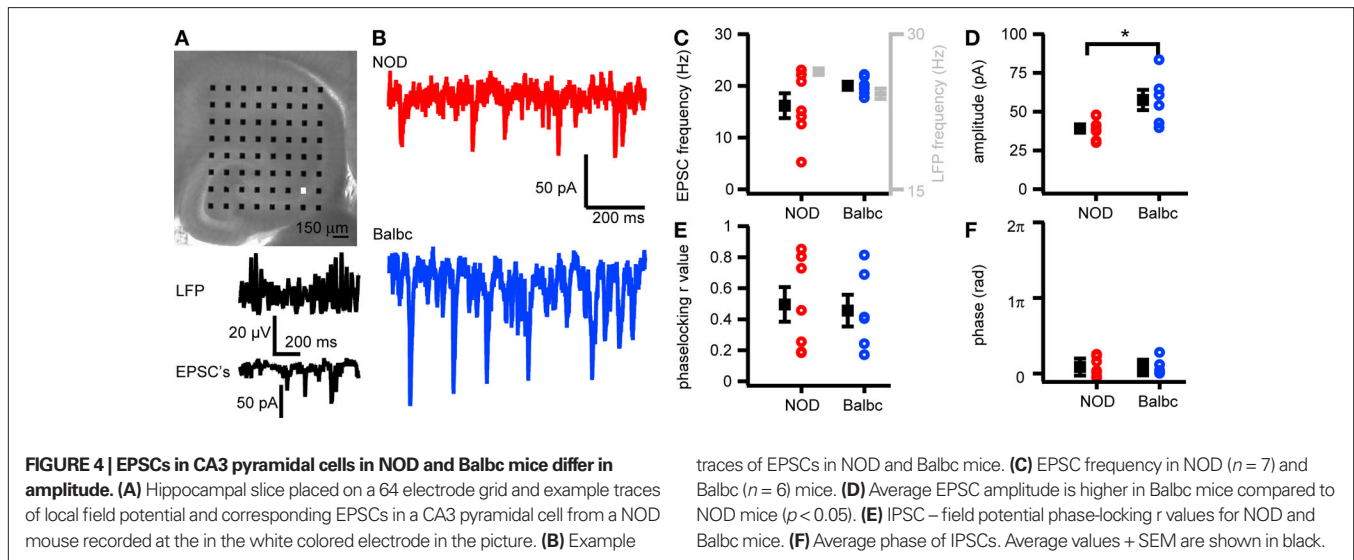 A
150 µm
LFP
20 µV
200 ms
EPSC's
50 pA
B
NOD
50 pA
200 ms
Balbc
C
EPSC frequency (Hz)
30
20
10
0
30
15
LFP frequency (Hz)
NOD Balbc
D
*
amplitude (pA)
100
75
50
25
0
NOD Balbc
E
phaselocking r value
1
0.8
0.6
0.4
0.2
0
NOD Balbc
F
phase (rad)
2π
1π
0
NOD Balbc
FIGURE 4 | EPSCs in CA3 pyramidal cells in NOD and Balbc mice differ in
amplitude. (A) Hippocampal slice placed on a 64 electrode grid and example traces
of local field potential and corresponding EPSCs in a CA3 pyramidal cell from a NOD
mouse recorded at the in the white colored electrode in the picture. (B) Example
traces of EPSCs in NOD and Balbc mice. (C) EPSC frequency in NOD (n = 7) and
Balbc (n = 6) mice. (D) Average EPSC amplitude is higher in Balbc mice compared to
NOD mice (p < 0.05). (E) IPSC – field potential phase-locking r values for NOD and
Balbc mice. (F) Average phase of IPSCs. Average values + SEM are shown in black.